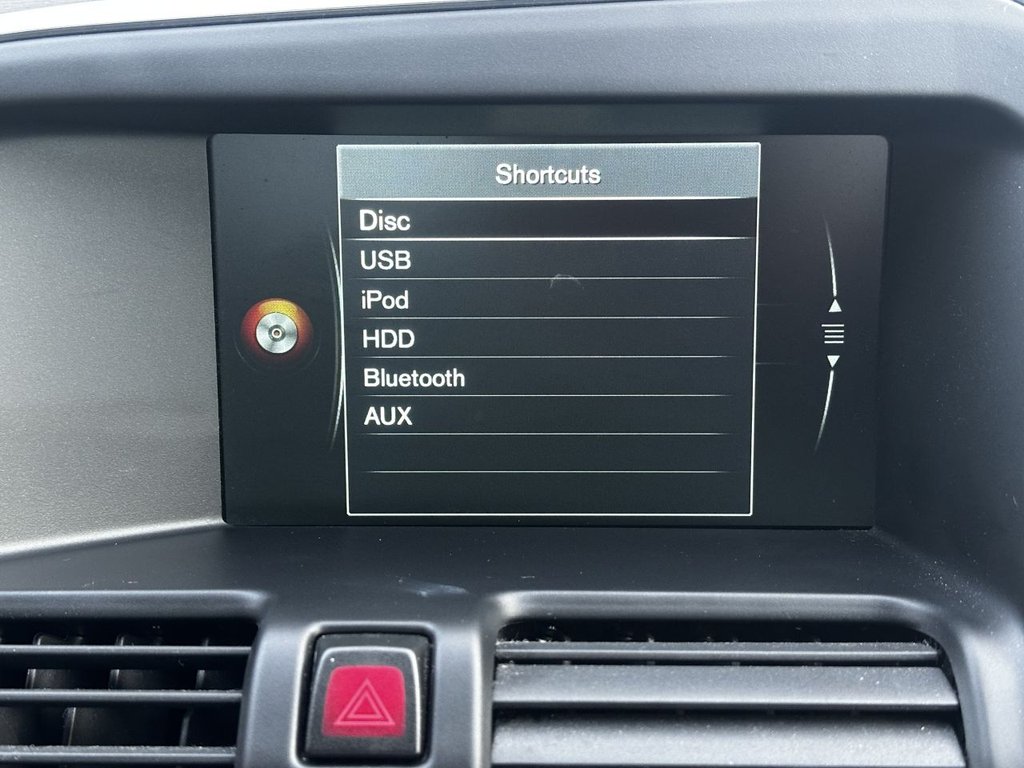 Shortcuts
Disc
USB
iPod
HDD
Bluetooth
AUX